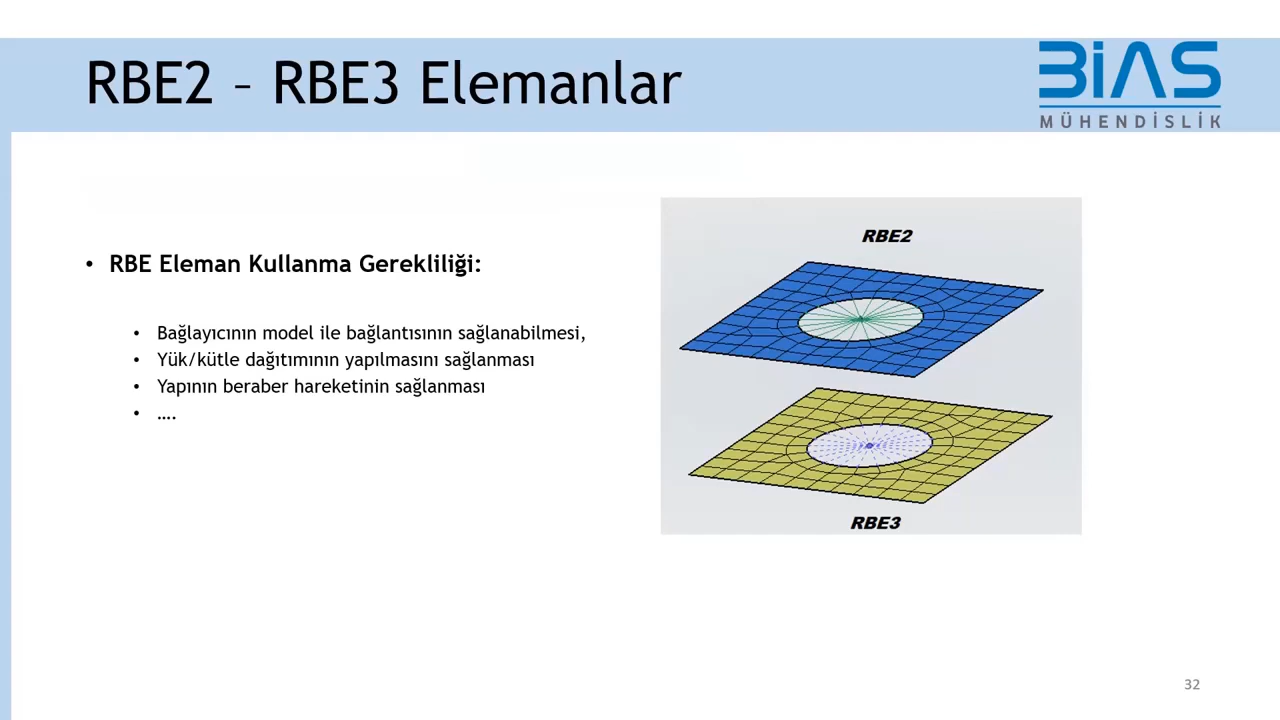 RBE2 – RBE3 Elemanlar
BİAS
MÜHENDİSLİK
• RBE Eleman Kullanma Gerekliliği:
• Bağlayıcının model ile bağlantısının sağlanabilmesi,
• Yük/kütle dağıtımının yapılmasını sağlanması
• Yapının beraber hareketinin sağlanması
• ....
RBE2
RBE3
32